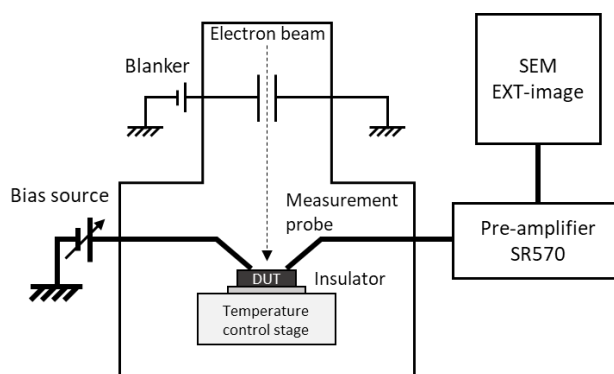 Electron beam
Blanker
SEM
EXT-image
Bias source
Measurement
probe
Pre-amplifier
SR570
DUT
Insulator
Temperature
control stage